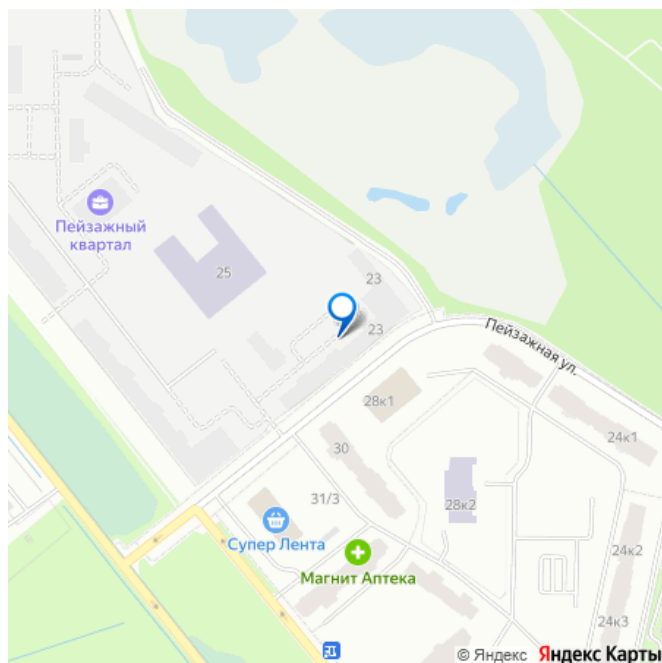 Пейзажный
квартал
25
23
23
Пейзажная ул.
28к1
24к1
30
31/3
28к2
Супер Лента
24к2
Магнит Аптека
24к3
© Яндекс Яндекс Карты